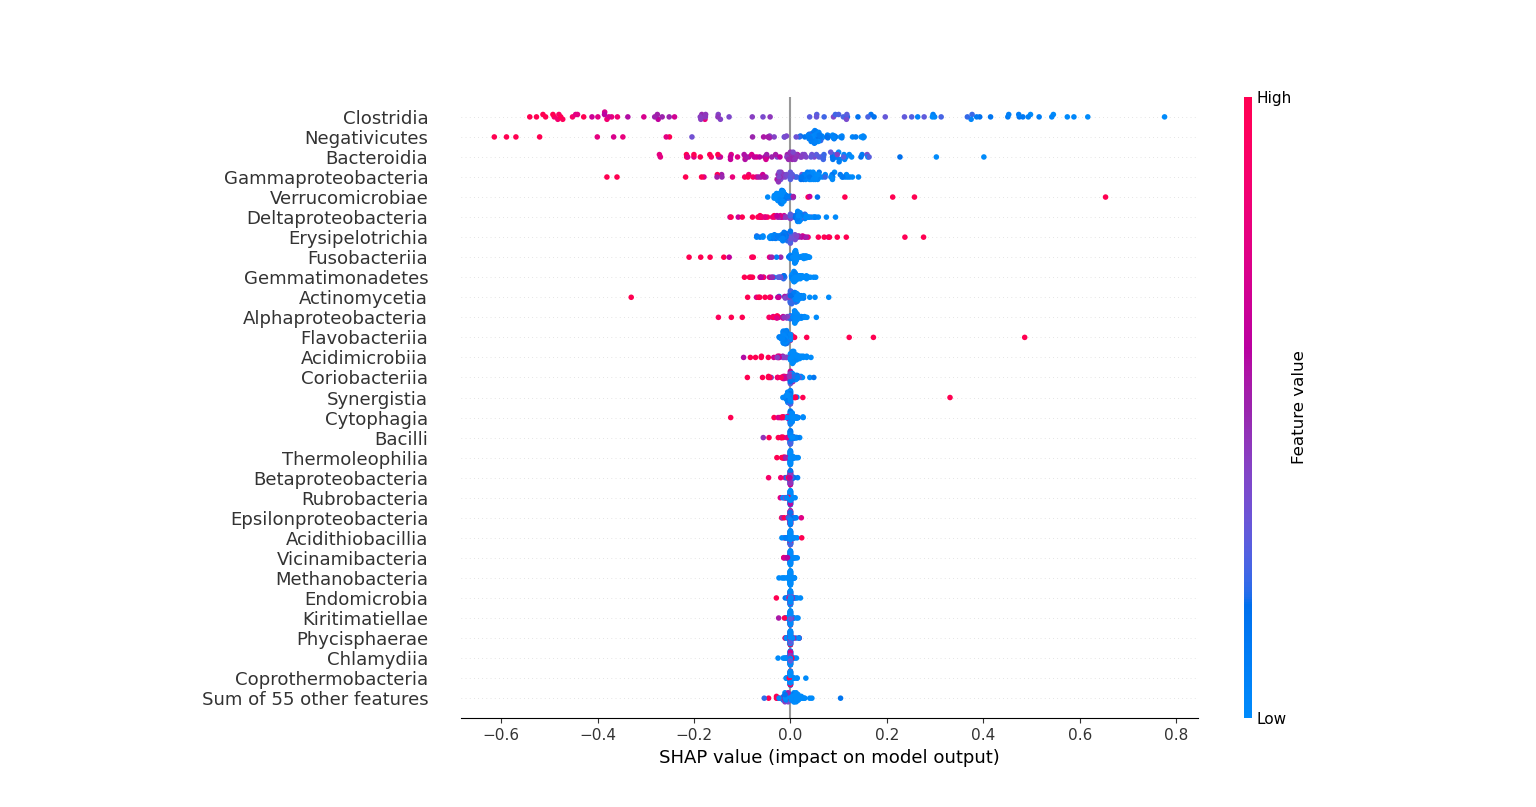 High
Clostridia
Negativicutes
Bacteroidia
Gammaproteobacteria
Verrucomicrobiae
Deltaproteobacteria
Erysipelotrichia
Fusobacteriia
Gemmatimonadetes
Actinomycetia
Alphaproteobacteria
Flavobacteriia
Acidimicrobiia
Coriobacteriia
Synergistia
Cytophagia
Bacilli
Thermoleophilia
Betaproteobacteria
Rubrobacteria
Epsilonproteobacteria
Acidithiobacillia
Vicinamibacteria
Methanobacteria
Endomicrobia
Kiritimatiellae
Phycisphaerae
Chlamydiia
Coprothermobacteria
Sum of 55 other features
Feature value
Low
−0.6 −0.4 −0.2 0.0 0.2 0.4 0.6 0.8
SHAP value (impact on model output)